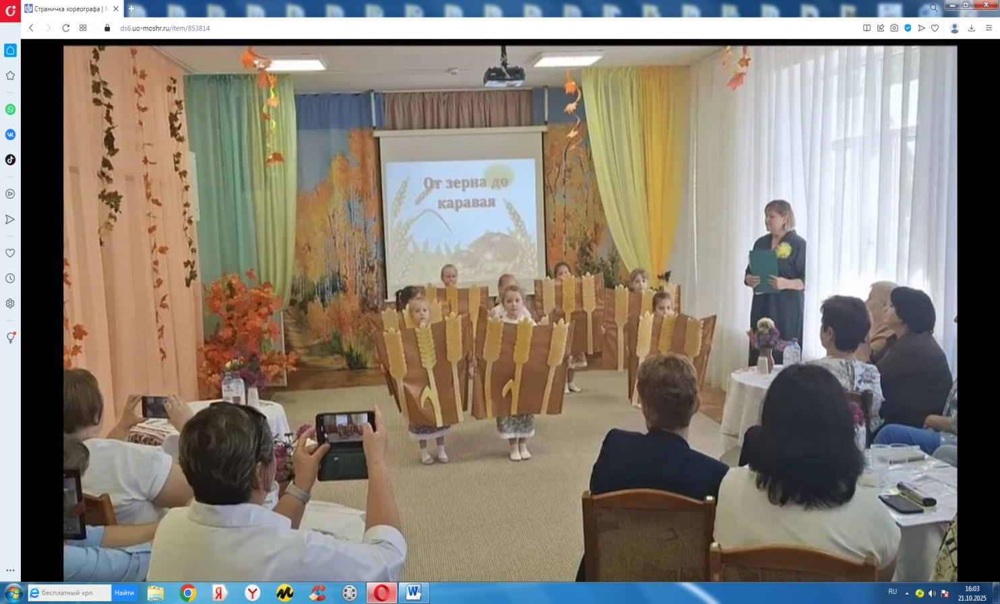 Страничка хореографа | М
ds6.uo-moshr.ru/item/853814
От зерна до
каравая
бесплатный vpn
Найти
RU
16:03
21.10.2025